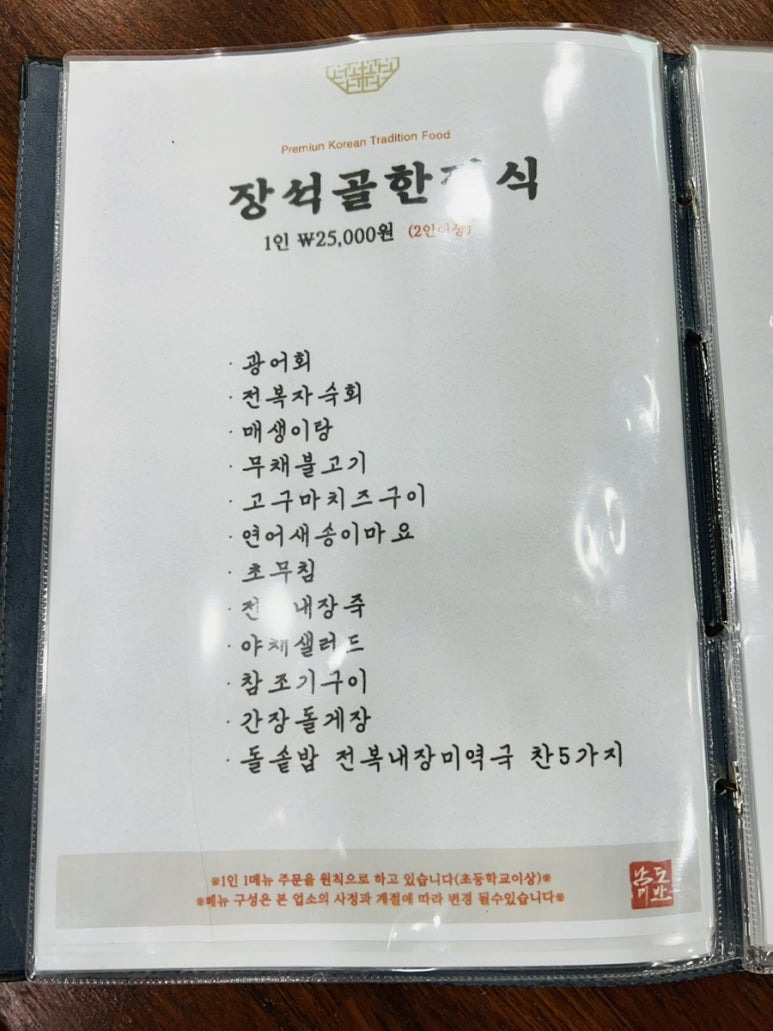 Premiun Korean Tradition Food
장석골한정식
1인 ₩25,000원 (2인이상)
· 광어회
· 전복자숙회
· 매생이탕
· 무채불고기
· 고구마치즈구이
· 연어새송이마요
· 초무침
· 전 내장죽
· 야채샐러드
· 참조기구이
· 간장돌게장
· 돌솥밥 전복내장미역국 찬5가지
※1인 1메뉴 주문을 원칙으로 하고 있습니다(초등학교이상)※
※메뉴 구성은 본 업소의 사정과 계절에 따라 변경 될수있습니다※
남도
미반